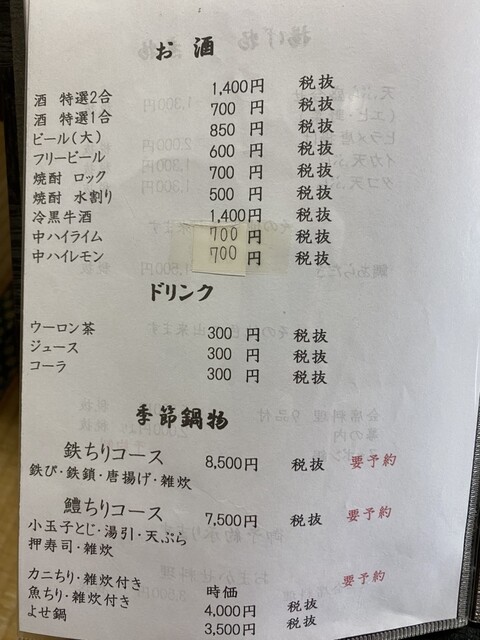 お 酒
酒 特選2合 1,400円 税抜
酒 特選1合 700 円 税抜
ビール(大) 850 円 税抜
フリービール 600 円 税抜
焼酎 ロック 700 円 税抜
焼酎 水割り 500 円 税抜
冷黒牛酒 1,400円 税抜
中ハイライム 700 円 税抜
中ハイレモン 700 円 税抜
ドリンク
ウーロン茶 300 円 税抜
ジュース 300 円 税抜
コーラ 300 円 税抜
季節鍋物
鉄ちりコース 8,500円 税抜 要予約
鉄び・鉄鎖・唐揚げ・雑炊
鱧ちりコース 7,500円 税抜 要予約
小玉子とじ・湯引・天ぷら
押寿司・雑炊
カニちり・雑炊付き 時価 要予約
魚ちり・雑炊付き 4,000円 税抜
よせ鍋 3,500円 税抜